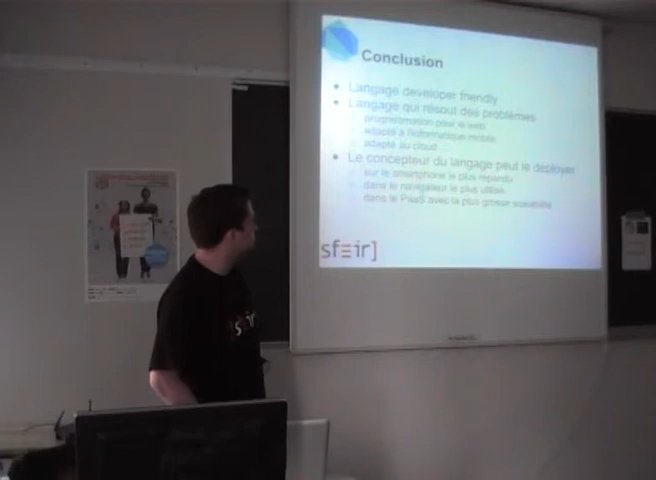 Conclusion
Langage developer friendly
Langage qui résout des problèmes
programmation pour le web
adapté à l'informatique mobile
adapté au cloud
Le concepteur du langage peut le déployer
sur le smartphone le plus répandu
dans le navigateur le plus utilisé
dans le PaaS avec la plus grosse scalabilité
sfeir]
sfeir